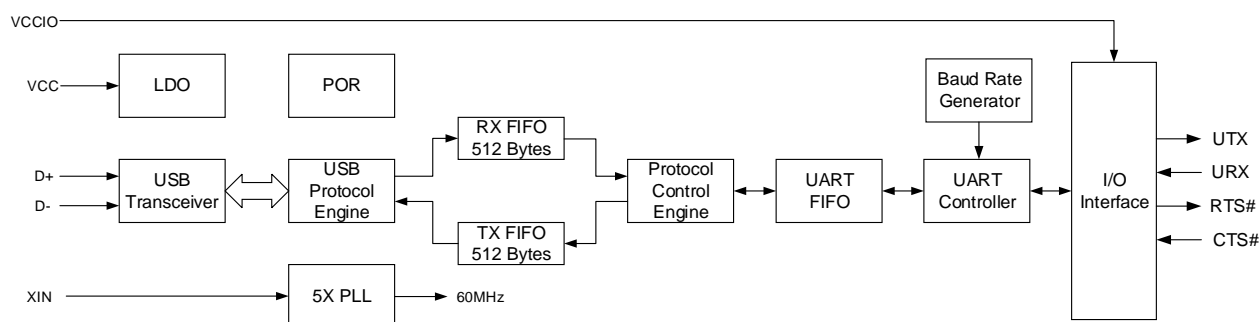 VCCIO
VCC
LDO
POR
Baud Rate
Generator
RX FIFO
512 Bytes
D+
D-
USB
Transceiver
USB
Protocol
Engine
Protocol
Control
Engine
UART
FIFO
UART
Controller
I/O
Interface
UTX
URX
RTS#
CTS#
TX FIFO
512 Bytes
XIN
5X PLL
60MHz